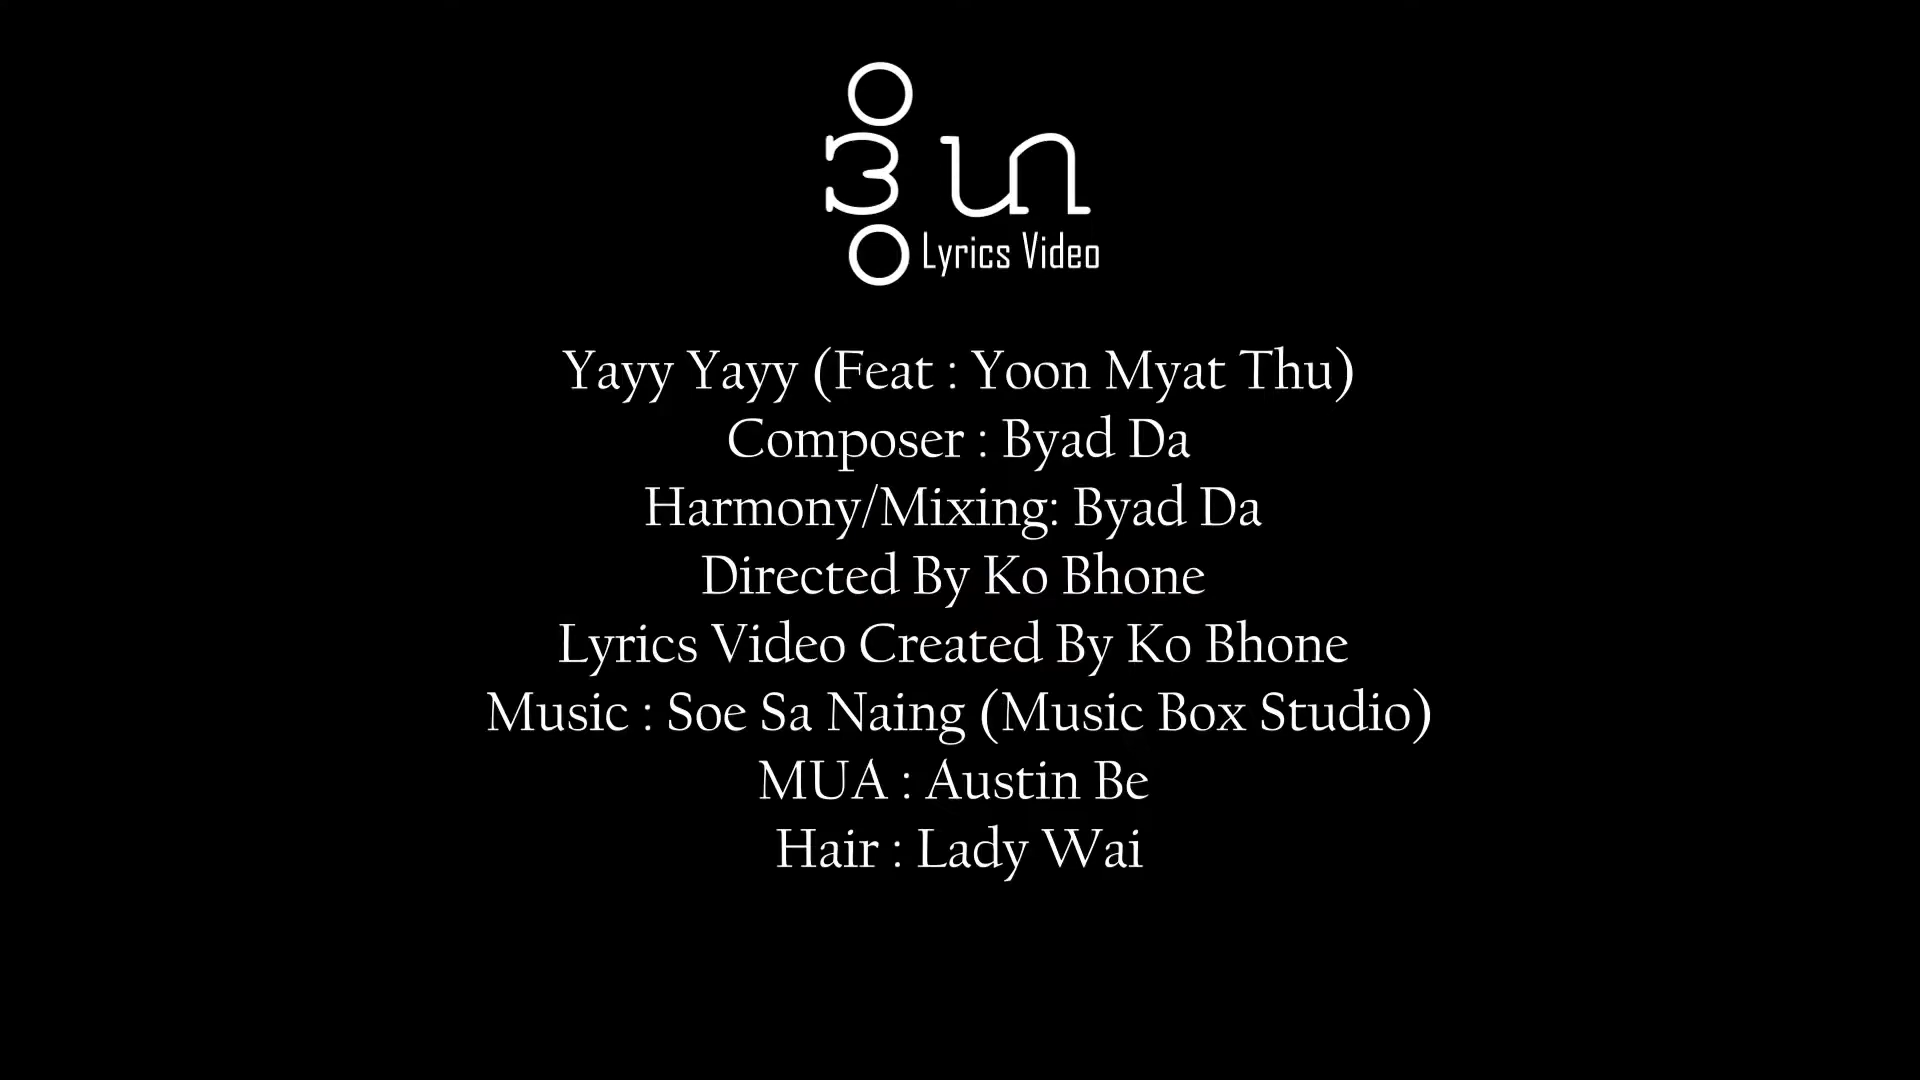 ဒွိဟ
Lyrics Video
Yayy Yayy (Feat : Yoon Myat Thu)
Composer : Byad Da
Harmony/Mixing: Byad Da
Directed By Ko Bhone
Lyrics Video Created By Ko Bhone
Music : Soe Sa Naing (Music Box Studio)
MUA : Austin Be
Hair : Lady Wai